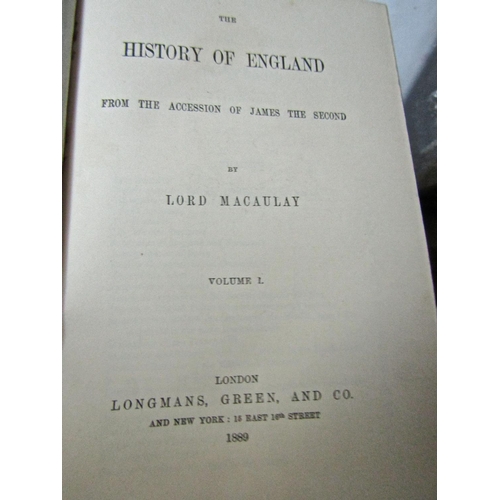 THE
HISTORY OF ENGLAND
FROM THE ACCESSION OF JAMES THE SECOND
BY
LORD MACAULAY
VOLUME I.
LONDON
LONGMANS, GREEN, AND CO.
AND NEW YORK : 15 EAST 16th STREET
1889